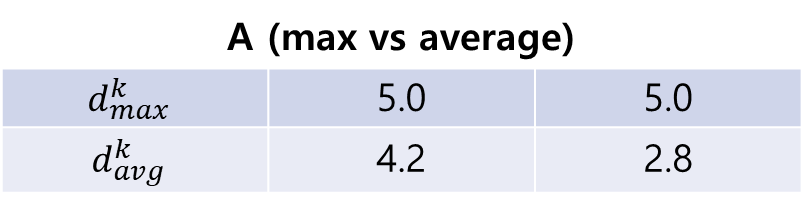 A (max vs average)
d^k_max 5.0 5.0
d^k_avg 4.2 2.8